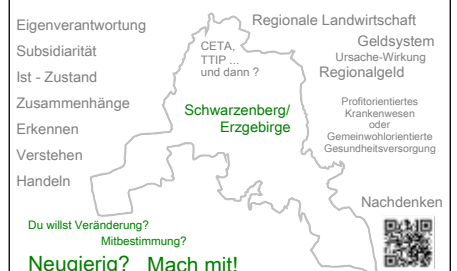 Eigenverantwortung
Subsidiarität
Ist - Zustand
Zusammenhänge
Erkennen
Verstehen
Handeln
CETA,
TTIP ...
und dann ?
Schwarzenberg/
Erzgebirge
Regionale Landwirtschaft
Geldsystem
Ursache-Wirkung
Regionalgeld
Profitorientiertes
Krankenwesen
oder
Gemeinwohlorientierte
Gesundheitsversorgung
Nachdenken
Du willst Veränderung?
Mitbestimmung?
Neugierig? Mach mit!